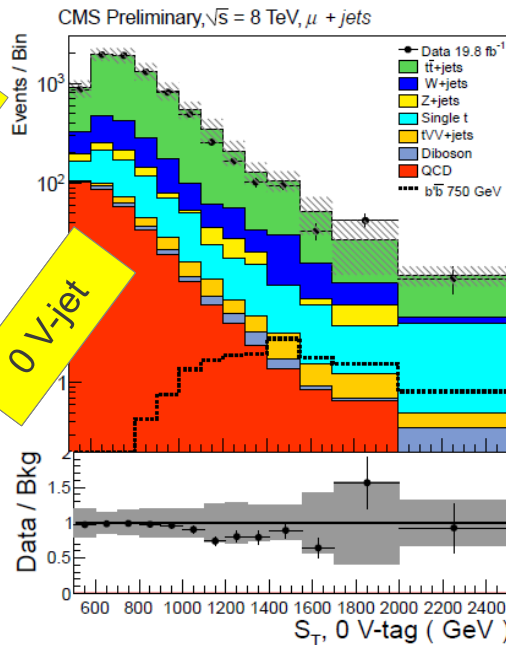 CMS Preliminary,√s = 8 TeV, μ + jets
Events / Bin
10³
10²
1
Data 19.8 fb⁻¹
tt̄+jets
W+jets
Z+jets
Single t
tVV+jets
Diboson
QCD
b'b̄' 750 GeV
0 V-jet
Data / Bkg
2
1.5
1
0.5
0
600 800 1000 1200 1400 1600 1800 2000 2200 2400
S_T, 0 V-tag ( GeV )